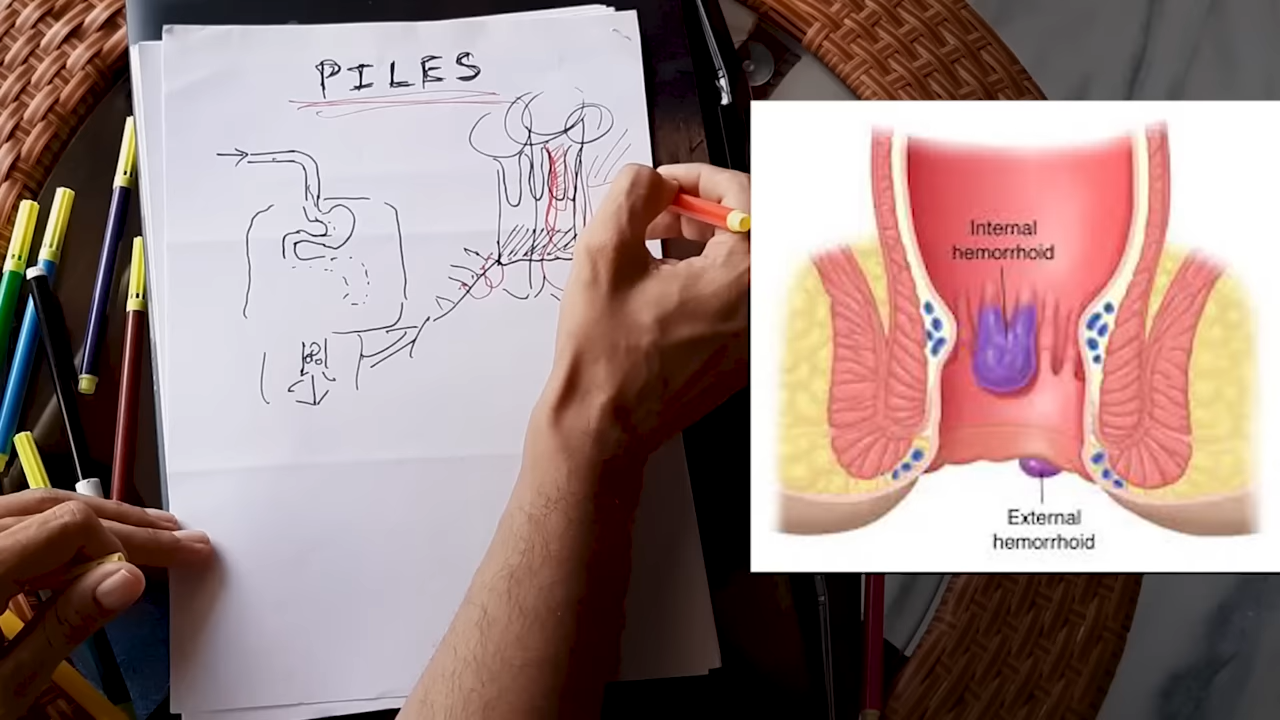 PILES
Internal
hemorrhoid
External
hemorrhoid